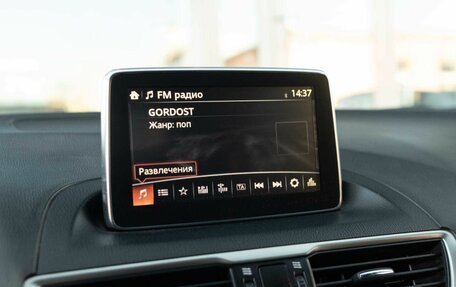 FM радио 14:37
GORDOST
Жанр: поп
Развлечения
TA